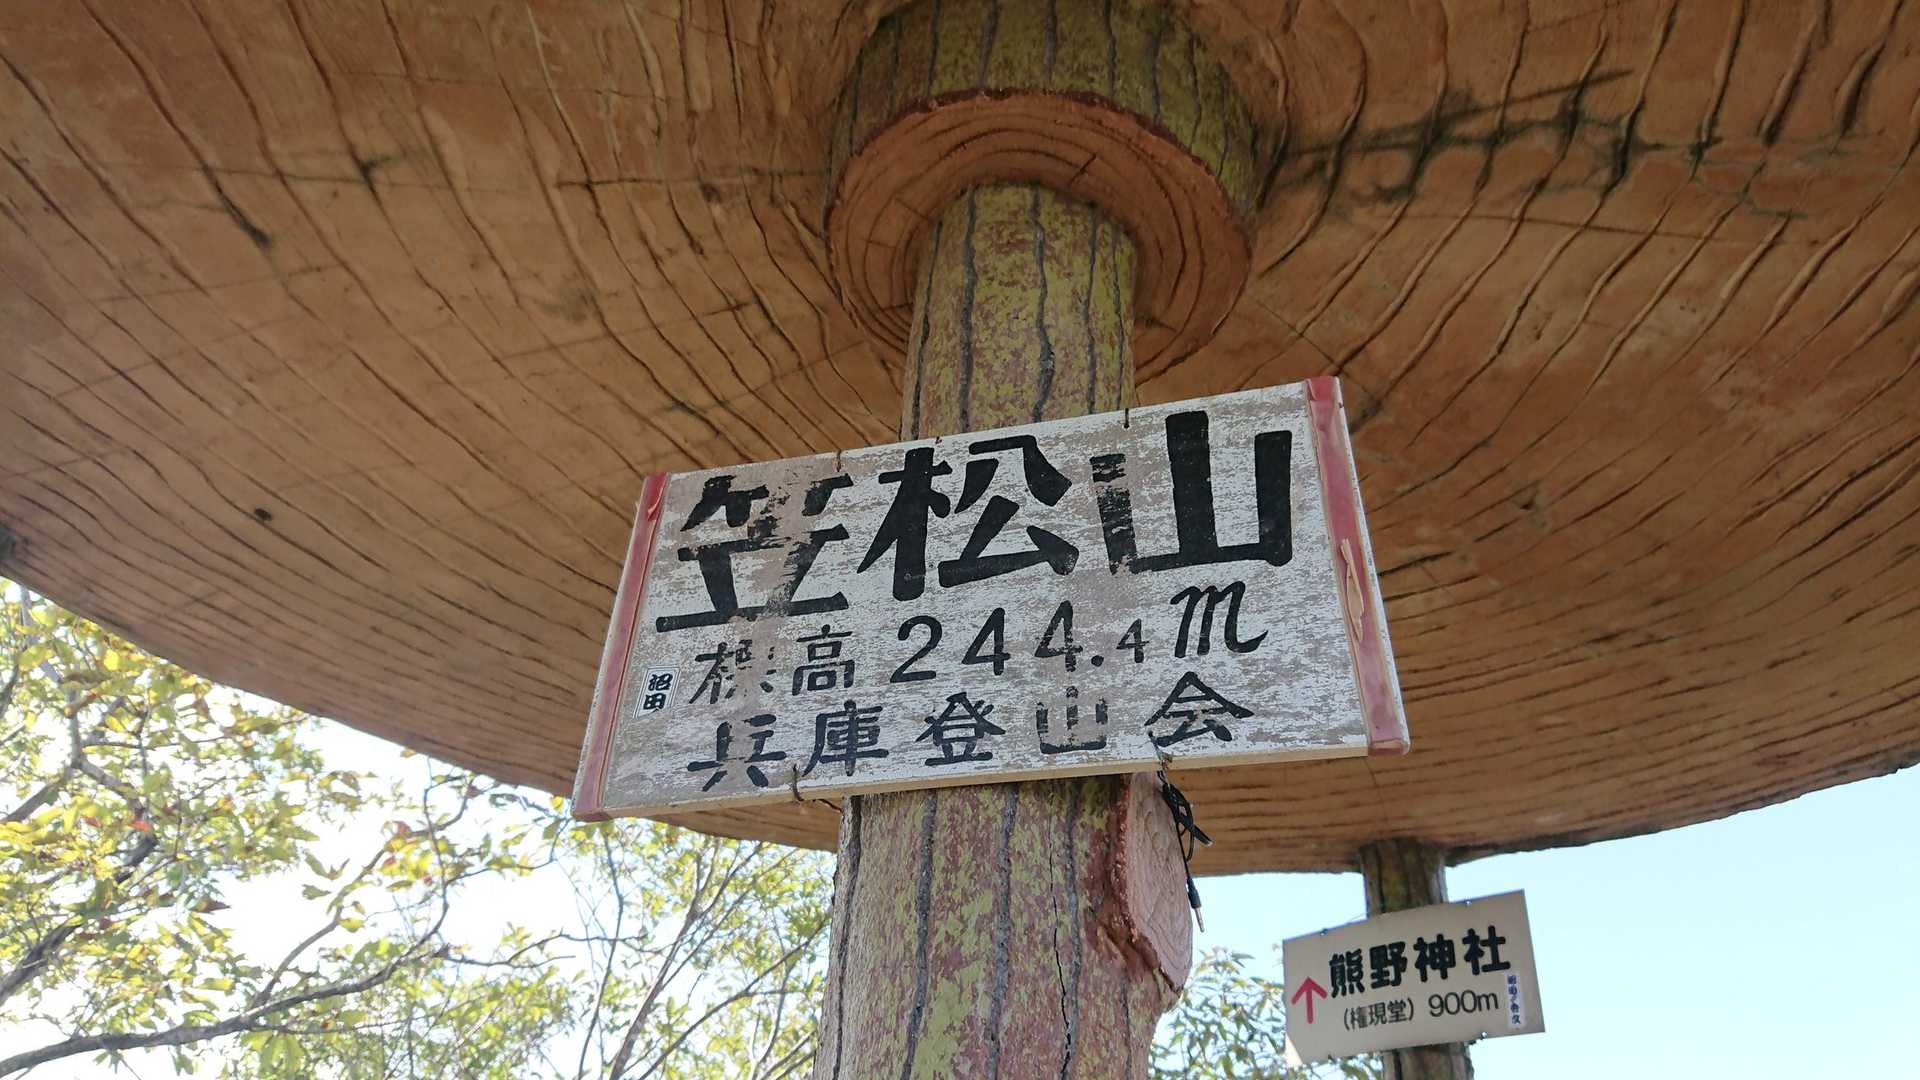 笠松山
標高244.4m
沼田
兵庫登山会
熊野神社
(権現堂) 900m